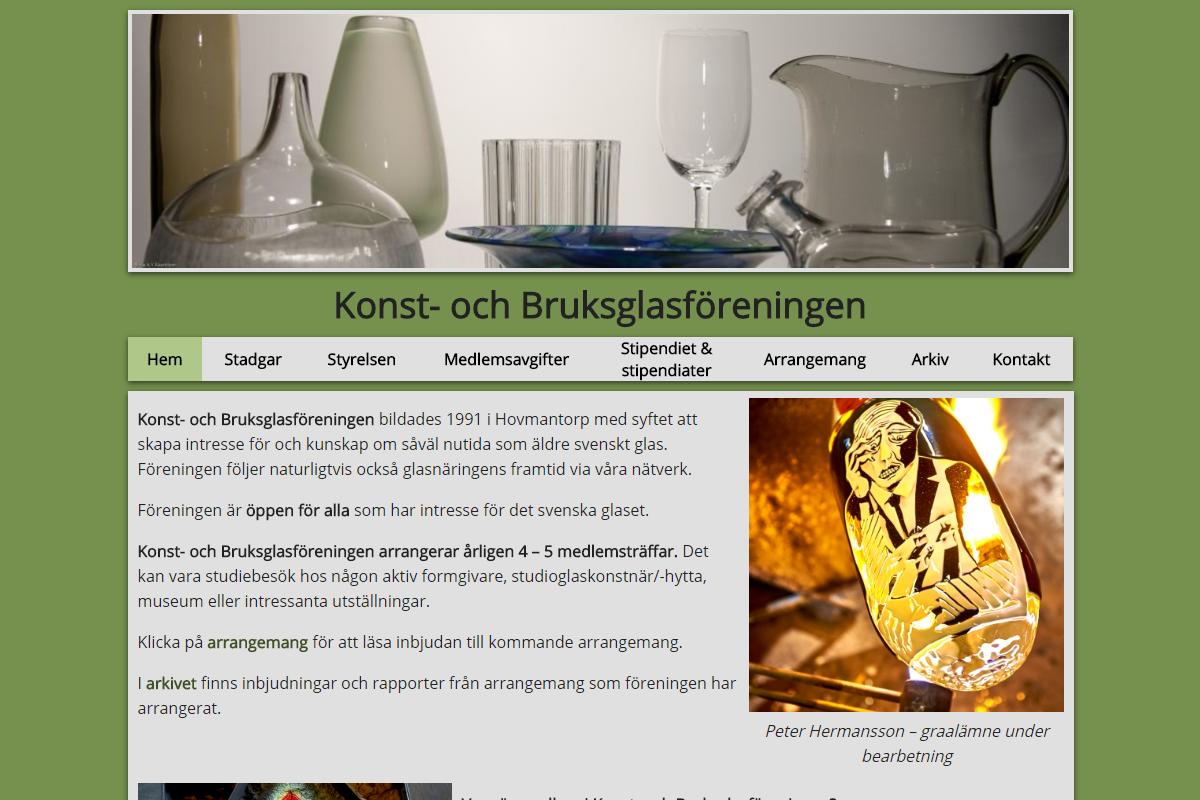 Konst- och Bruksglasföreningen
Hem
Stadgar
Styrelsen
Medlemsavgifter
Stipendiet &
stipendiater
Arrangemang
Arkiv
Kontakt
Konst- och Bruksglasföreningen bildades 1991 i Hovmantorp med syftet att
skapa intresse för och kunskap om såväl nutida som äldre svenskt glas.
Föreningen följer naturligtvis också glasnäringens framtid via våra nätverk.
Föreningen är öppen för alla som har intresse för det svenska glaset.
Konst- och Bruksglasföreningen arrangerar årligen 4 – 5 medlemsträffar. Det
kan vara studiebesök hos någon aktiv formgivare, studioglaskonstnär/-hytta,
museum eller intressanta utställningar.
Klicka på arrangemang för att läsa inbjudan till kommande arrangemang.
I arkivet finns inbjudningar och rapporter från arrangemang som föreningen har
arrangerat.
Peter Hermansson – graalämne under
bearbetning